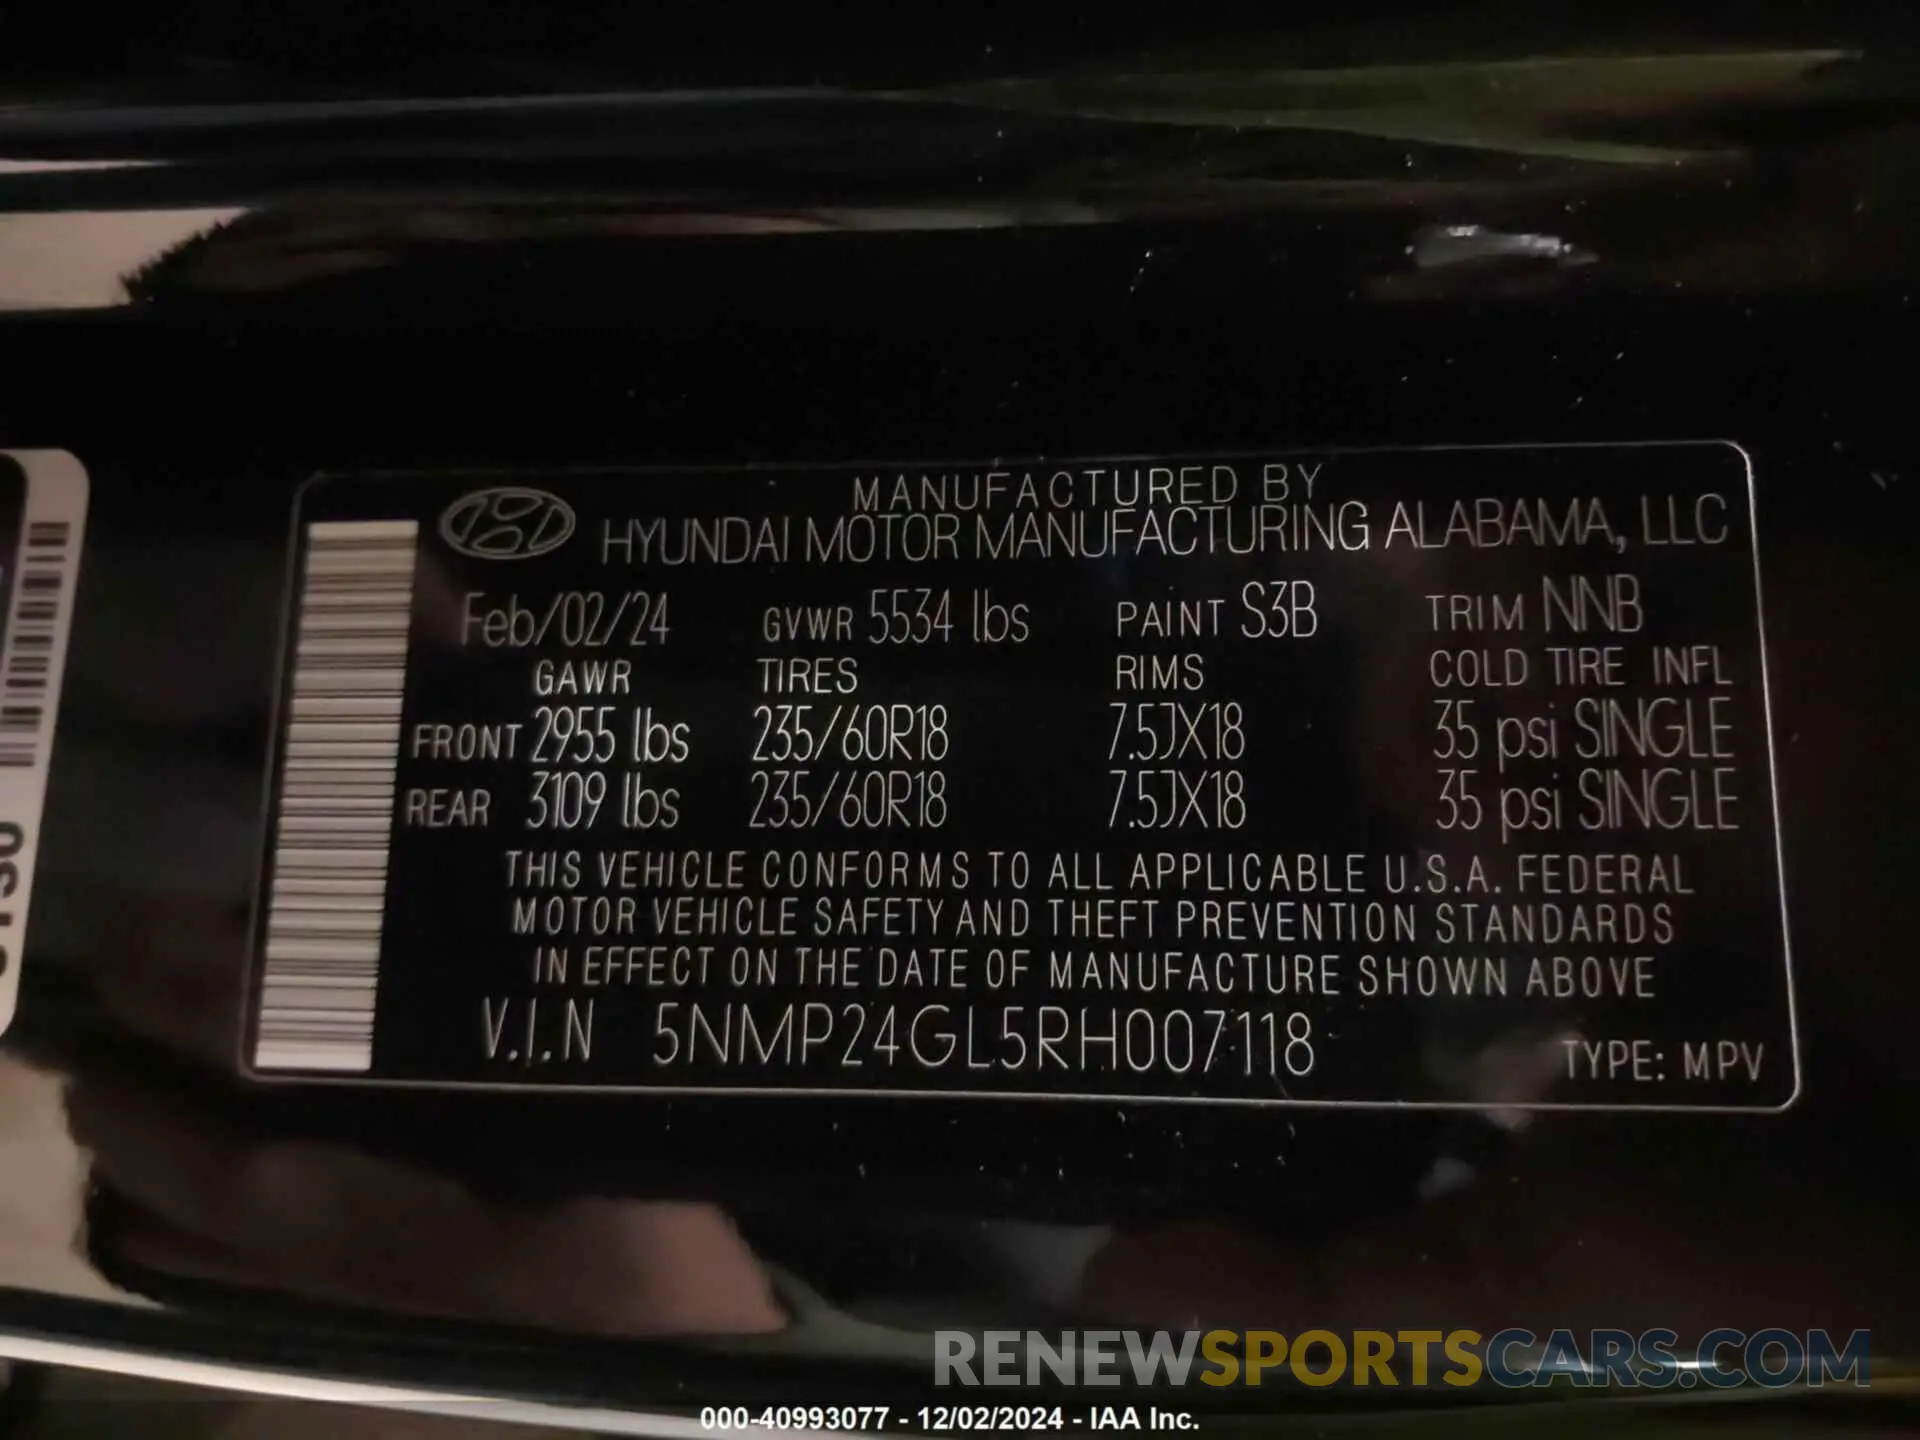 MANUFACTURED BY
HYUNDAI MOTOR MANUFACTURING ALABAMA, LLC
Feb/02/24 GVWR 5534 lbs PAINT S3B TRIM NNB
GAWR TIRES RIMS COLD TIRE INFL
FRONT 2955 lbs 235/60R18 7.5JX18 35 psi SINGLE
REAR 3109 lbs 235/60R18 7.5JX18 35 psi SINGLE
THIS VEHICLE CONFORMS TO ALL APPLICABLE U.S.A. FEDERAL
MOTOR VEHICLE SAFETY AND THEFT PREVENTION STANDARDS
IN EFFECT ON THE DATE OF MANUFACTURE SHOWN ABOVE
V.I.N 5NMP24GL5RH007118 TYPE: MPV
RENEWSPORTSCARS.COM
000-40993077 - 12/02/2024 - IAA Inc.